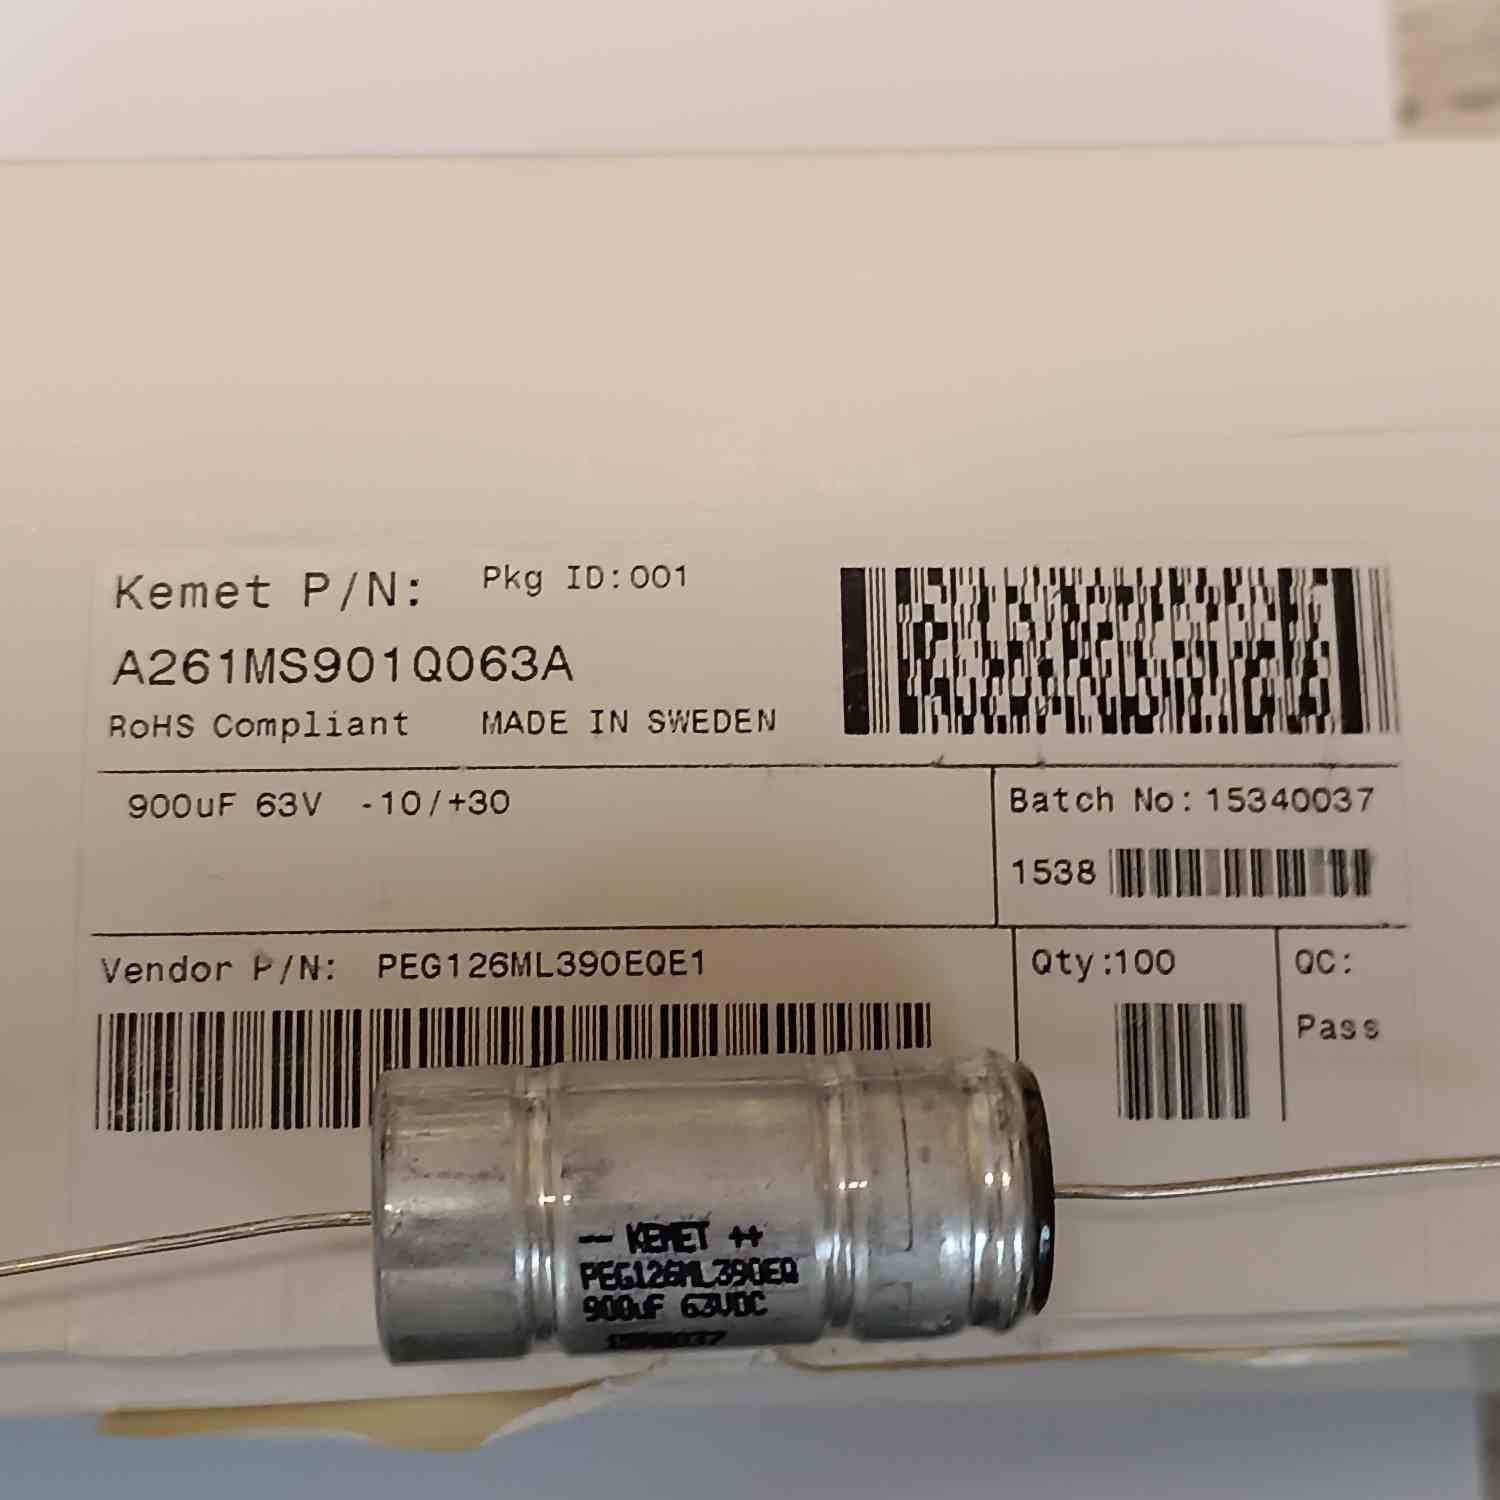 Kemet P/N: Pkg ID:001
A261MS901Q063A
RoHS Compliant MADE IN SWEDEN
900uF 63V -10/+30
Batch No: 15340037
1538
Vendor P/N: PEG126ML390EQE1
Qty:100
QC:
Pass
-- KEMET ++
PEG126ML390EQ
900uF 63VDC
15340037